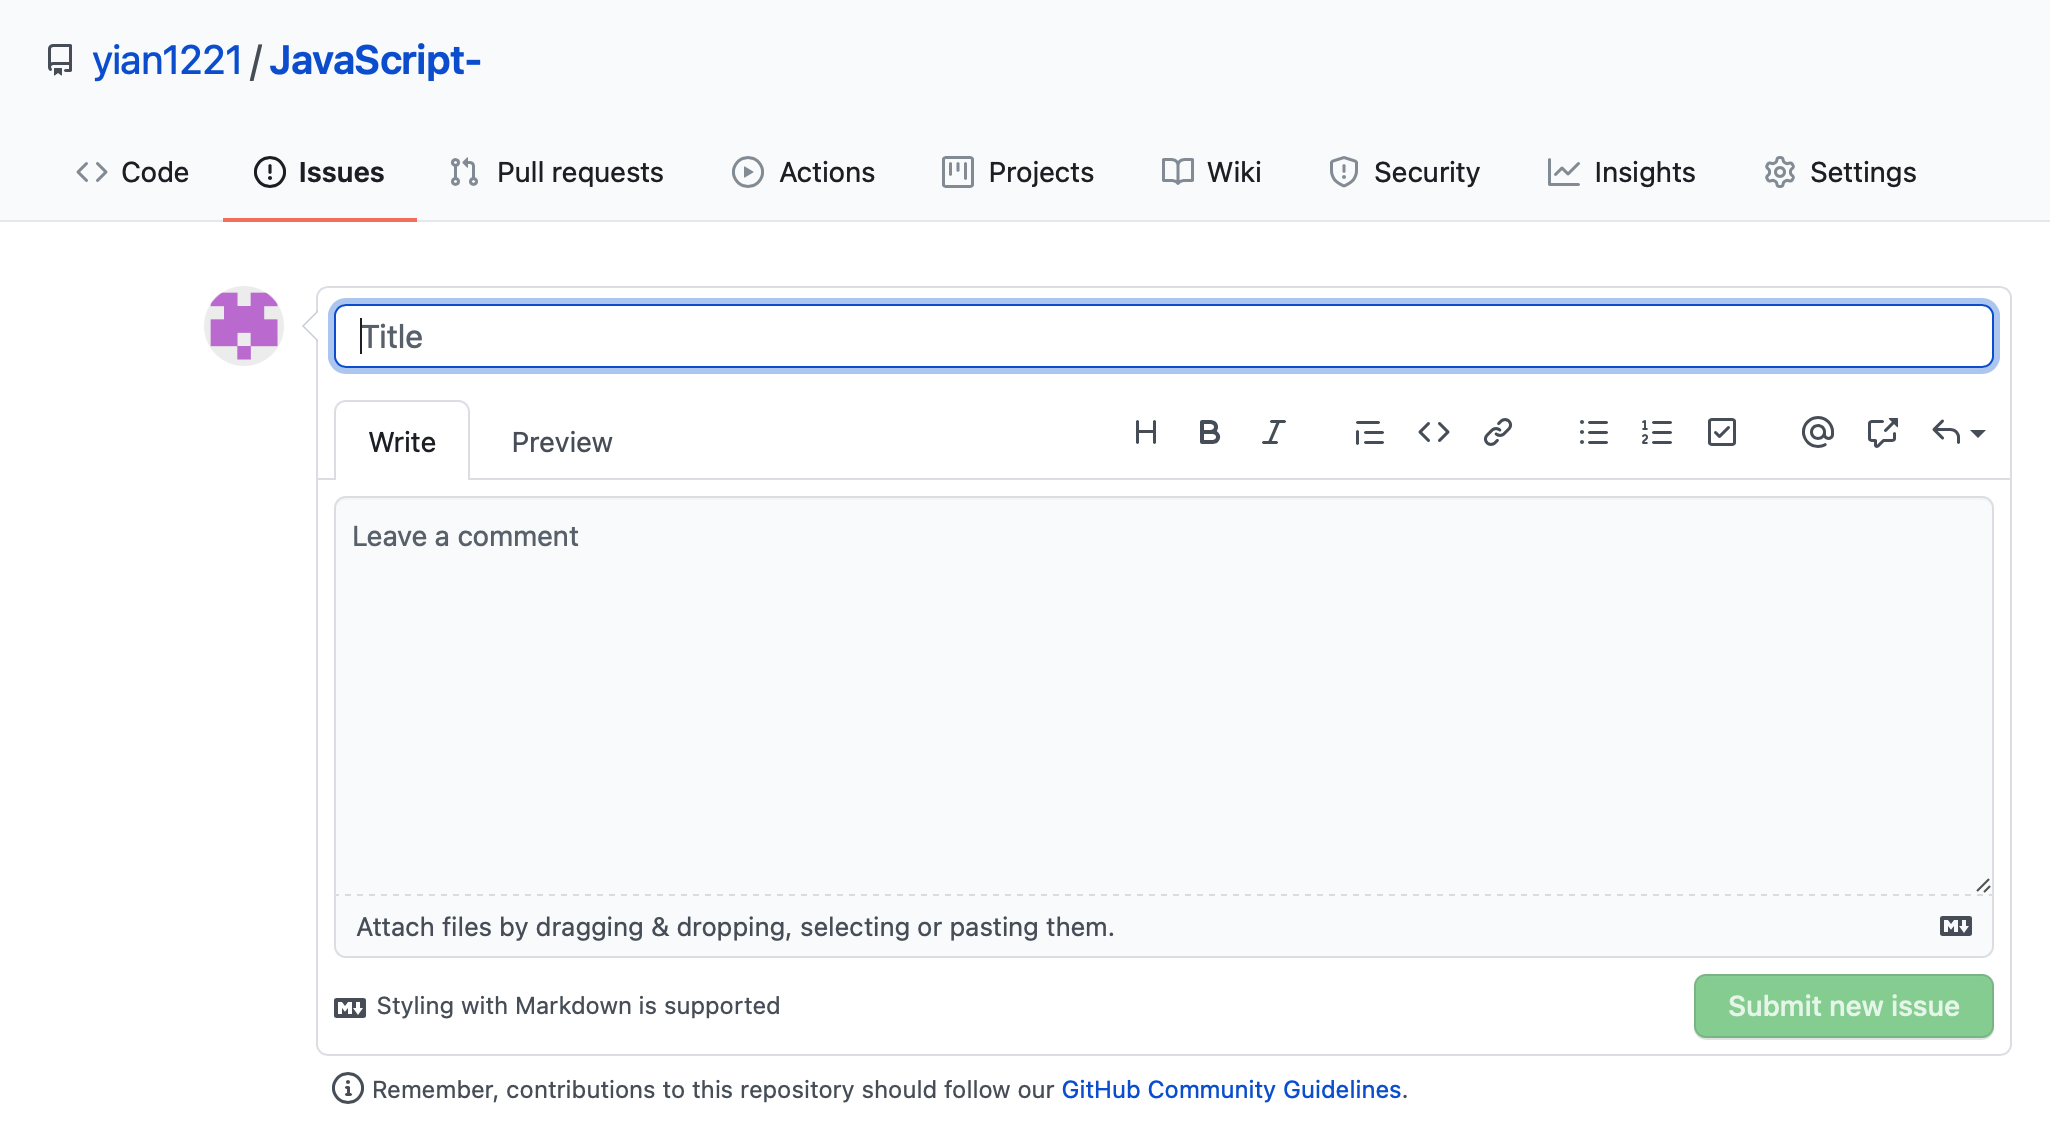 yian1221 / JavaScript-
Code Issues Pull requests Actions Projects Wiki Security Insights Settings
Title
Write Preview
Leave a comment
Attach files by dragging & dropping, selecting or pasting them.
Styling with Markdown is supported
Submit new issue
Remember, contributions to this repository should follow our GitHub Community Guidelines.